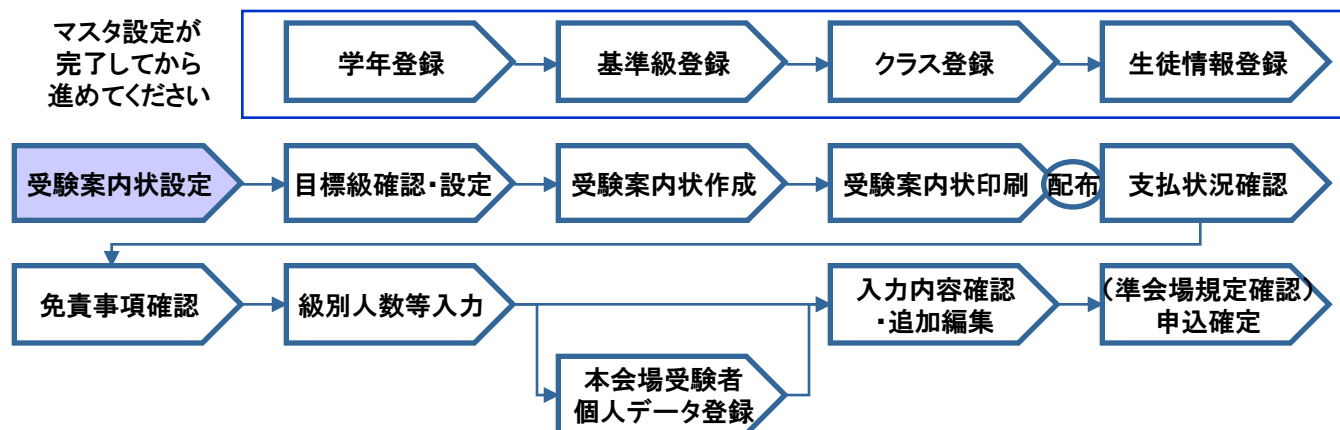 マスタ設定が
完了してから
進めてください
学年登録
基準級登録
クラス登録
生徒情報登録
受験案内状設定
目標級確認・設定
受験案内状作成
受験案内状印刷
配布
支払状況確認
免責事項確認
級別人数等入力
入力内容確認
・追加編集
(準会場規定確認)
申込確定
本会場受験者
個人データ登録